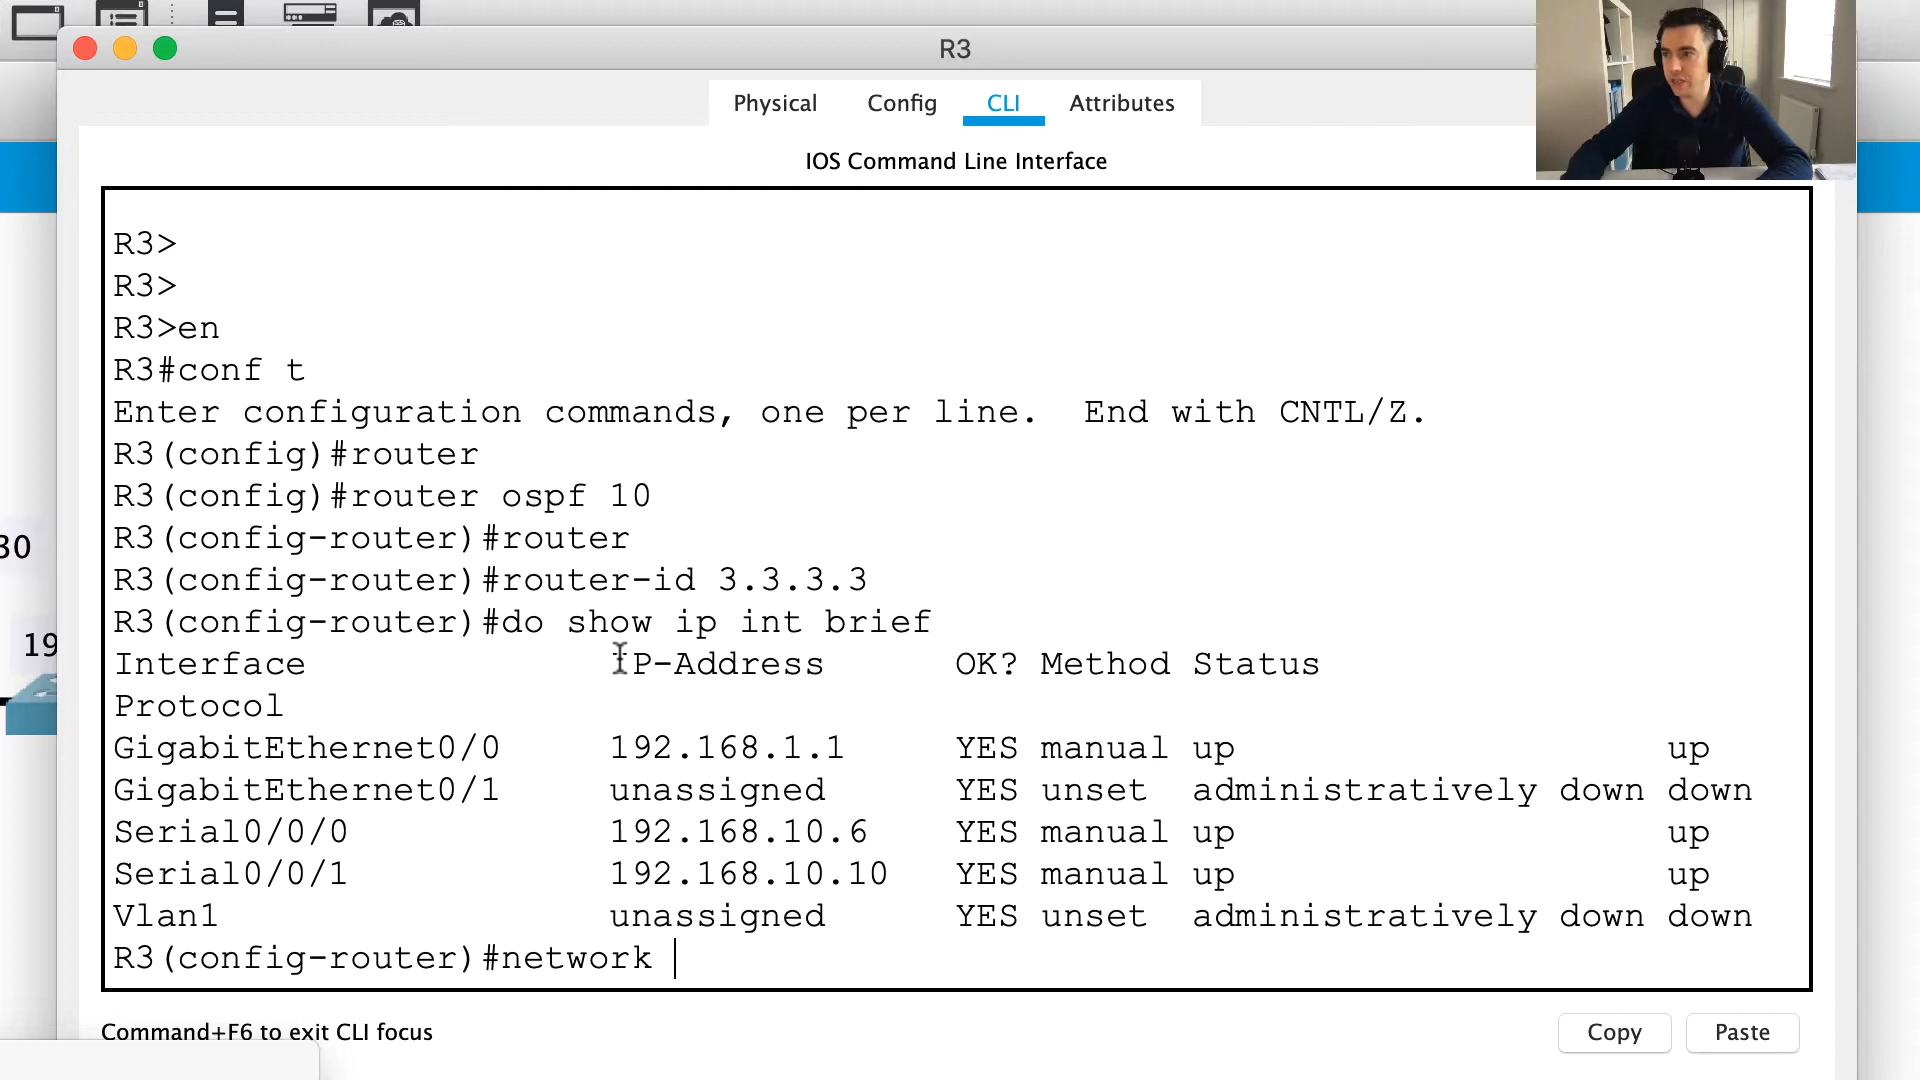 R3
Physical Config CLI Attributes
IOS Command Line Interface
R3>
R3>
R3>en
R3#conf t
Enter configuration commands, one per line.  End with CNTL/Z.
R3(config)#router
R3(config)#router ospf 10
R3(config-router)#router
R3(config-router)#router-id 3.3.3.3
R3(config-router)#do show ip int brief
Interface IP-Address OK? Method Status
Protocol
GigabitEthernet0/0 192.168.1.1 YES manual up up
GigabitEthernet0/1 unassigned YES unset administratively down down
Serial0/0/0 192.168.10.6 YES manual up up
Serial0/0/1 192.168.10.10 YES manual up up
Vlan1 unassigned YES unset administratively down down
R3(config-router)#network
Command+F6 to exit CLI focus
Copy Paste
30
19